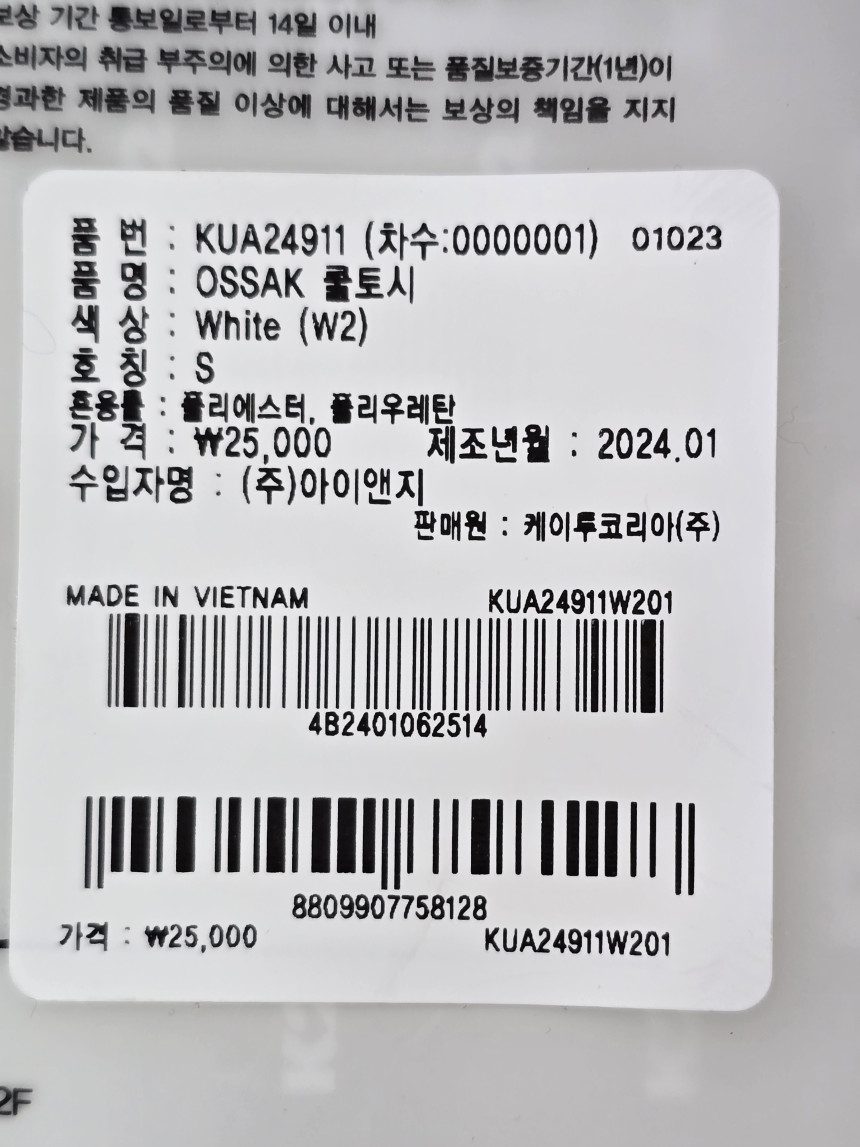 보상 기간 통보일로부터 14일 이내
소비자의 취급 부주의에 의한 사고 또는 품질보증기간(1년)이
경과한 제품의 품질 이상에 대해서는 보상의 책임을 지지
않습니다.
품 번 : KUA24911 (차수:0000001) 01023
품 명 : OSSAK 쿨토시
색 상 : White (W2)
호 칭 : S
혼용률 : 폴리에스터, 폴리우레탄
가 격 : ₩25,000 제조년월 : 2024.01
수입자명 : (주)아이앤지
판매원 : 케이투코리아(주)
MADE IN VIETNAM KUA24911W201
4B2401062514
8809907758128
가격 : ₩25,000 KUA24911W201
2F